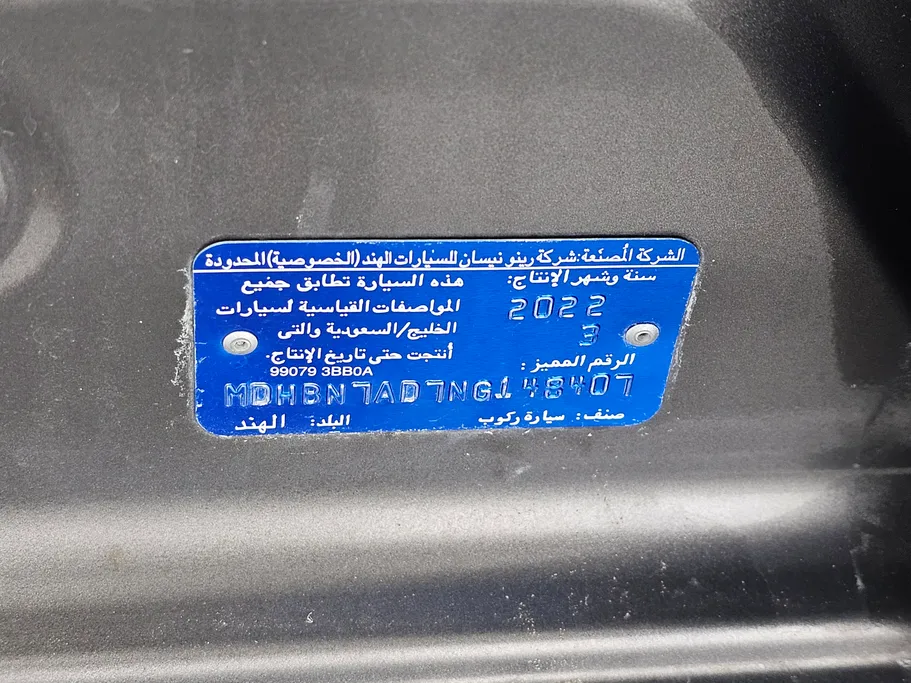 الشركة المُصنّعة: شركة رينو نيسان للسيارات الهند (الخصوصية) المحدودة
سنة وشهر الإنتاج:
2022
3
هذه السيارة تطابق جميع
المواصفات القياسية لسيارات
الخليج/السعودية والتى
أنتجت حتى تاريخ الإنتاج.
99079 3BB0A
الرقم المميز :
MDHBN7AD7NG148407
صنف: سيارة ركوب
البلد: الهند